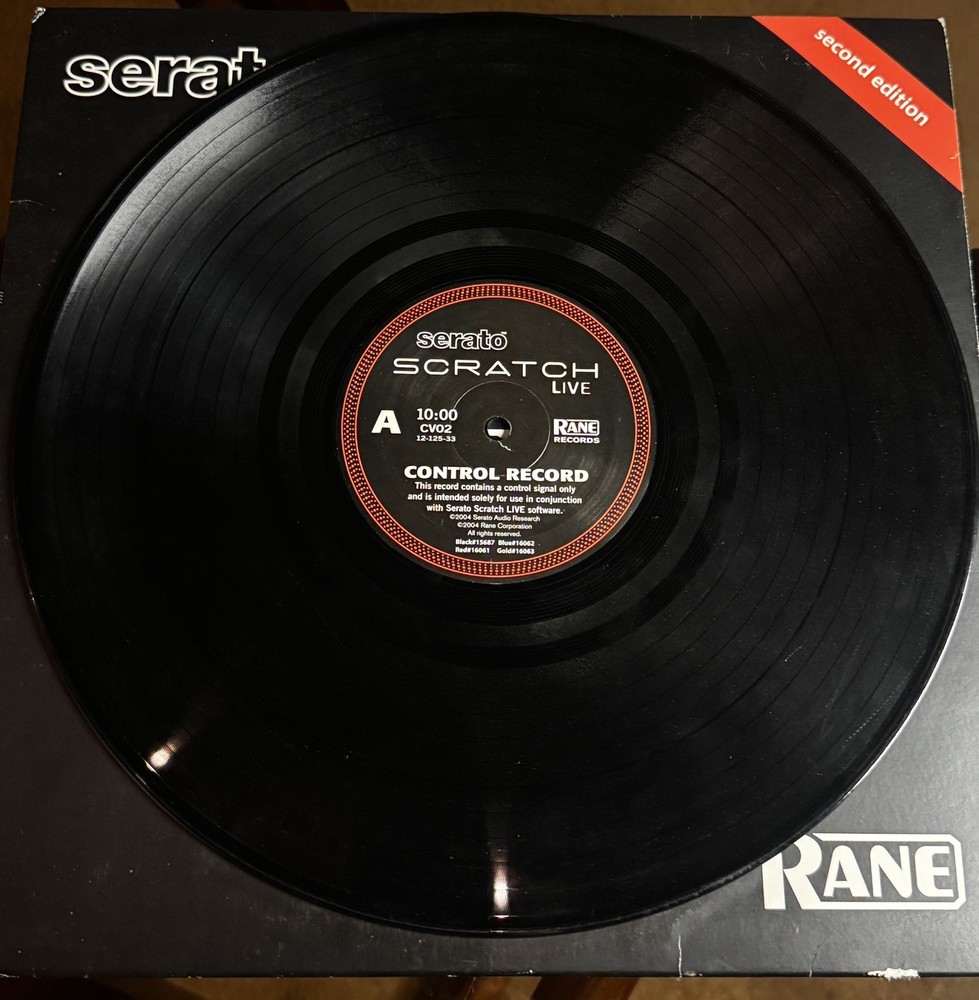 serat
second edition
serato
SCRATCH
LIVE
A
10:00
CV02
12-125-33
RANE
RECORDS
CONTROL RECORD
This record contains a control signal only
and is intended solely for use in conjunction
with Serato Scratch LIVE software.
©2004 Serato Audio Research
©2004 Rane Corporation
All rights reserved.
Black#15687 Blue#16062
Red#16061 Gold#16063
RANE